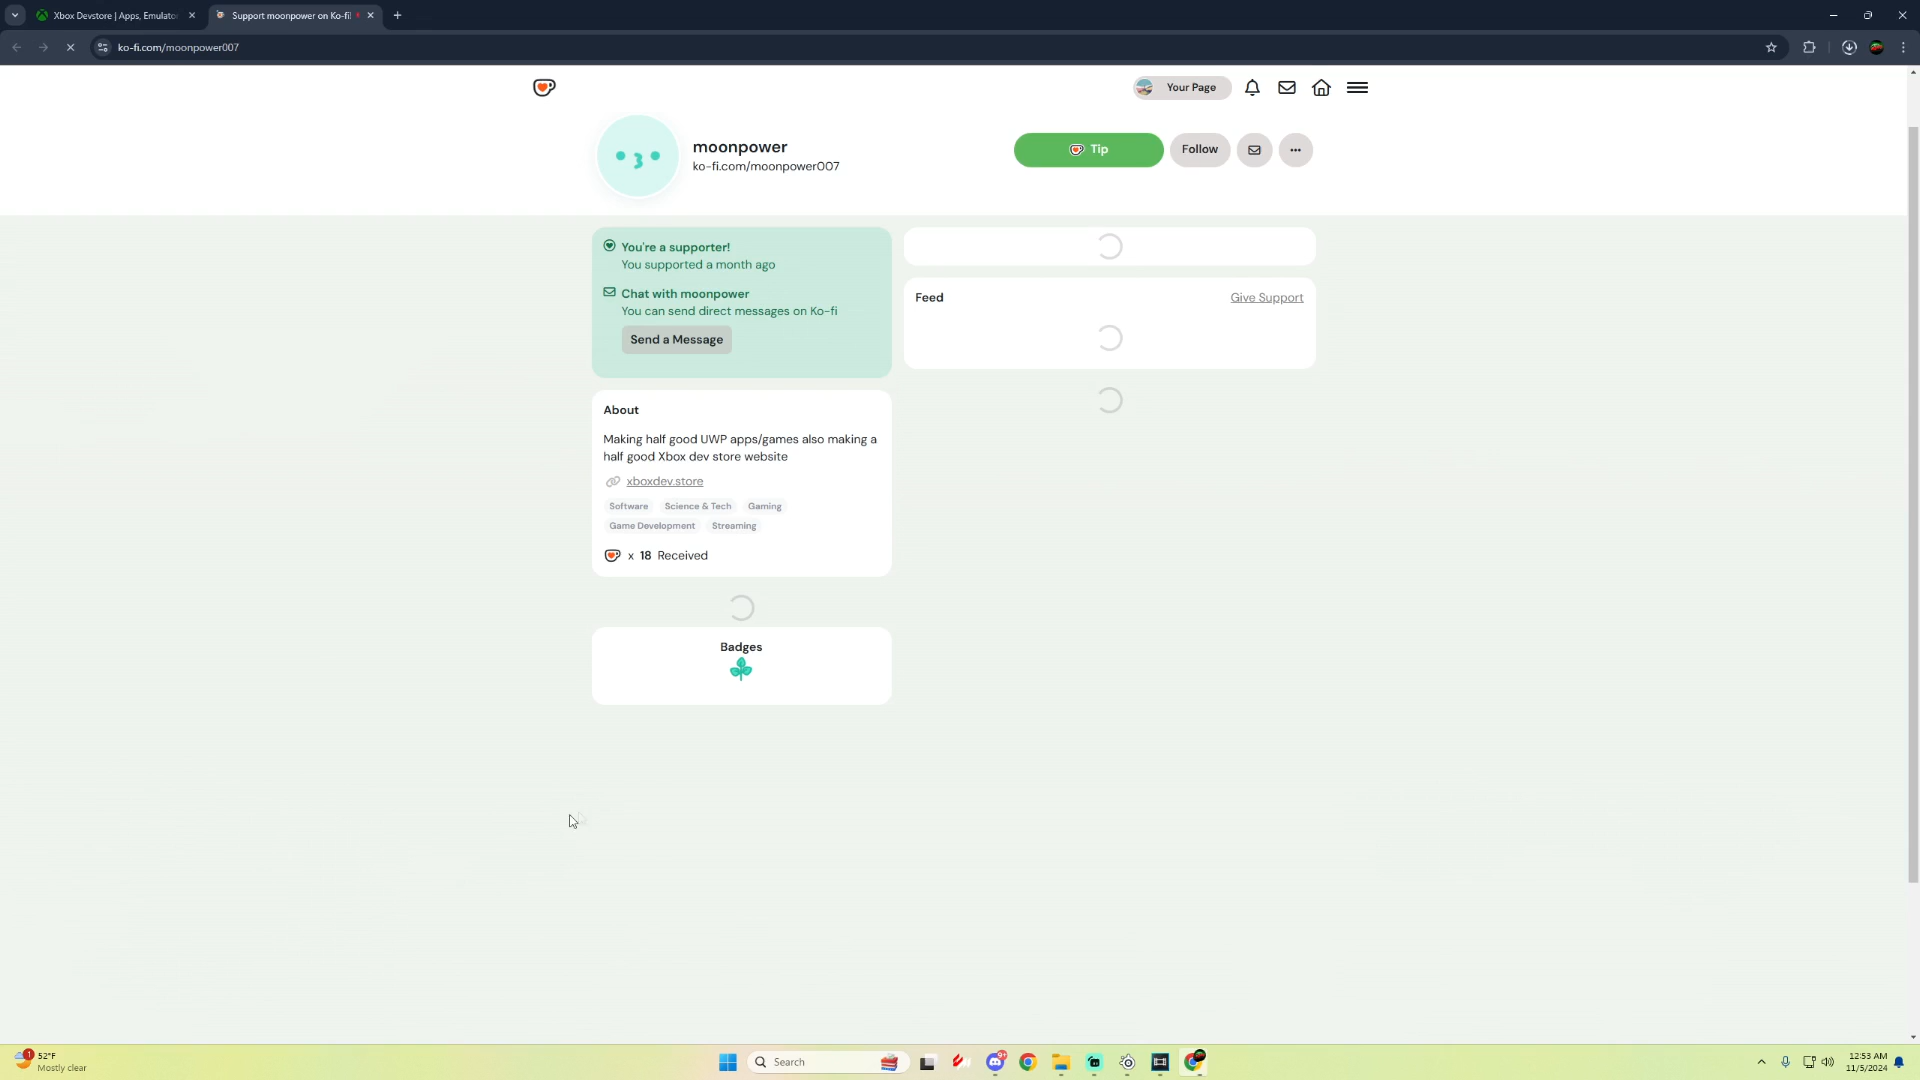 Xbox Devstore | Apps, Emulator
Support moonpower on Ko-fi!
ko-fi.com/moonpower007
Your Page
moonpower
ko-fi.com/moonpower007
Tip
Follow
You're a supporter!
You supported a month ago
Chat with moonpower
You can send direct messages on Ko-fi
Send a Message
Feed
Give Support
About
Making half good UWP apps/games also making a
half good Xbox dev store website
xboxdev.store
Software Science & Tech Gaming
Game Development Streaming
x 18 Received
Badges
1
52°F
Mostly clear
Search
9+
12:53 AM
11/5/2024